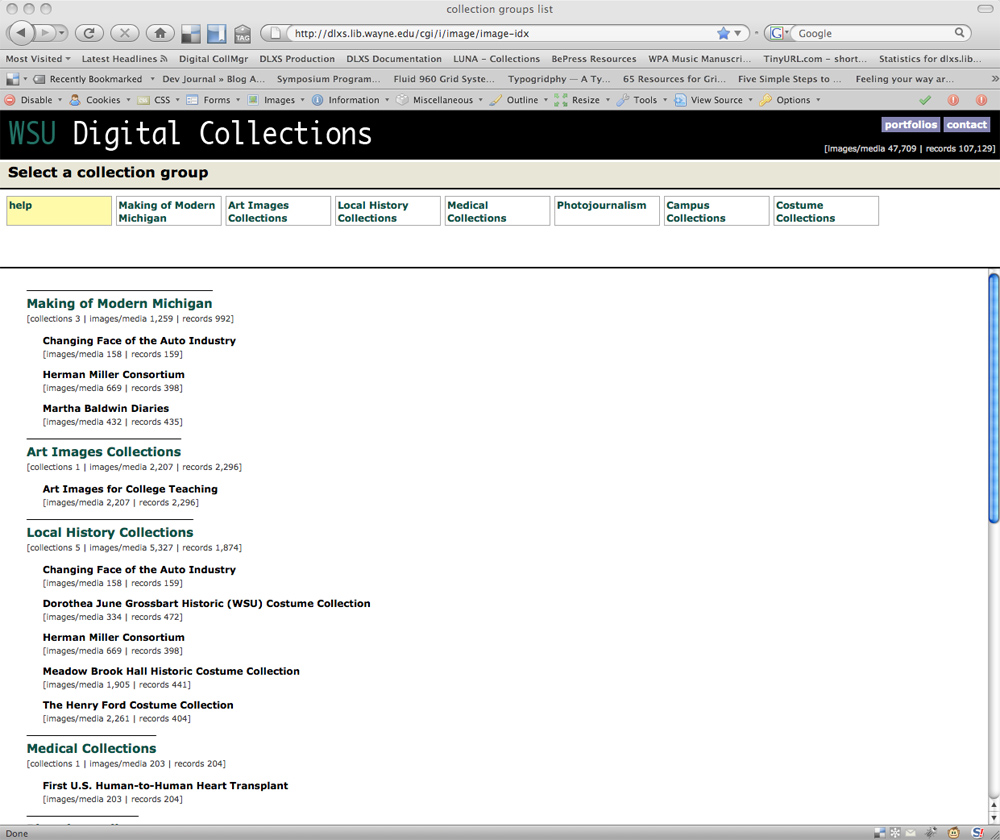 collection groups list
http://dlxs.lib.wayne.edu/cgi/i/image/image-idx
Google
TAG
Most Visited
Latest Headlines
Digital CollMgr
DLXS Production
DLXS Documentation
LUNA – Collections
BePress Resources
WPA Music Manuscri...
TinyURL.com – short...
Statistics for dlxs.lib...
Recently Bookmarked
Dev Journal » Blog A...
Symposium Program...
Fluid 960 Grid Syste...
Typogridphy — A Ty...
65 Resources for Gri...
Five Simple Steps to ...
Feeling your way ar...
Disable
Cookies
CSS
Forms
Images
Information
Miscellaneous
Outline
Resize
Tools
View Source
Options
WSU Digital Collections
portfolios contact
[images/media 47,709 | records 107,129]
Select a collection group
help
Making of Modern
Michigan
Art Images
Collections
Local History
Collections
Medical
Collections
Photojournalism
Campus
Collections
Costume
Collections
Making of Modern Michigan
[collections 3 | images/media 1,259 | records 992]
Changing Face of the Auto Industry
[images/media 158 | records 159]
Herman Miller Consortium
[images/media 669 | records 398]
Martha Baldwin Diaries
[images/media 432 | records 435]
Art Images Collections
[collections 1 | images/media 2,207 | records 2,296]
Art Images for College Teaching
[images/media 2,207 | records 2,296]
Local History Collections
[collections 5 | images/media 5,327 | records 1,874]
Changing Face of the Auto Industry
[images/media 158 | records 159]
Dorothea June Grossbart Historic (WSU) Costume Collection
[images/media 334 | records 472]
Herman Miller Consortium
[images/media 669 | records 398]
Meadow Brook Hall Historic Costume Collection
[images/media 1,905 | records 441]
The Henry Ford Costume Collection
[images/media 2,261 | records 404]
Medical Collections
[collections 1 | images/media 203 | records 204]
First U.S. Human-to-Human Heart Transplant
[images/media 203 | records 204]
Done